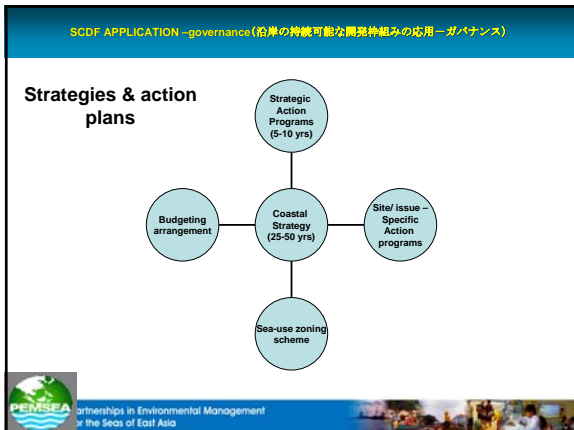 SCDF APPLICATION –governance(沿岸の持続可能な開発枠組みの応用－ガバナンス)
Strategies & action
plans
Strategic
Action
Programs
(5-10 yrs)
Budgeting
arrangement
Coastal
Strategy
(25-50 yrs)
Site/ issue –
Specific
Action
programs
Sea-use zoning
scheme
PEMSEA
artnerships in Environmental Management
or the Seas of East Asia